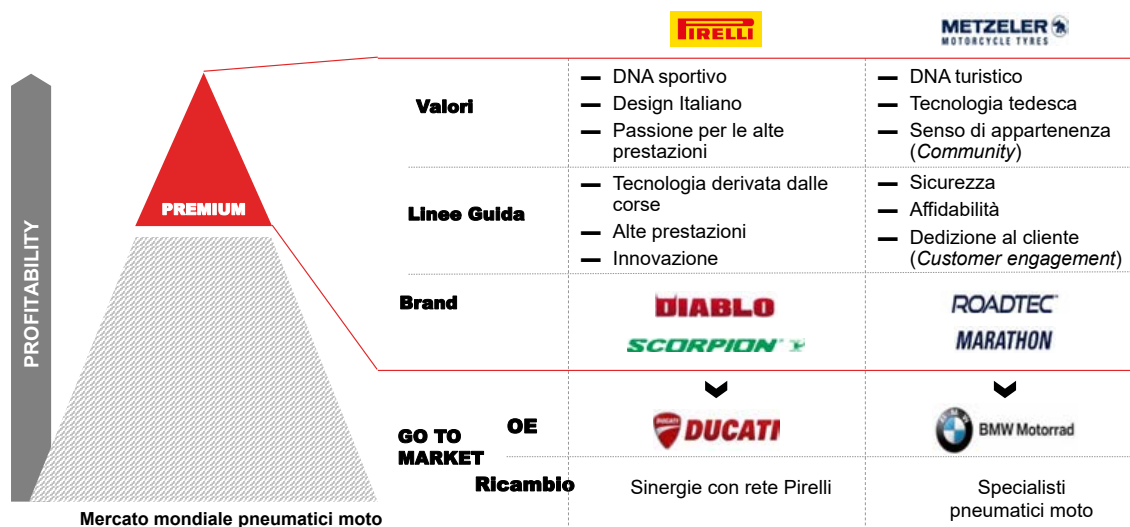 PIRELLI
METZELER
MOTORCYCLE TYRES
PROFITABILITY
PREMIUM
Mercato mondiale pneumatici moto
Valori
— DNA sportivo
— Design Italiano
— Passione per le alte
prestazioni
— DNA turistico
— Tecnologia tedesca
— Senso di appartenenza
(Community)
Linee Guida
— Tecnologia derivata dalle
corse
— Alte prestazioni
— Innovazione
— Sicurezza
— Affidabilità
— Dedizione al cliente
(Customer engagement)
Brand
DIABLO
SCORPION
ROADTEC
MARATHON
GO TO
MARKET
OE
DUCATI
DUCATI
BMW Motorrad
Ricambio
Sinergie con rete Pirelli
Specialisti
pneumatici moto